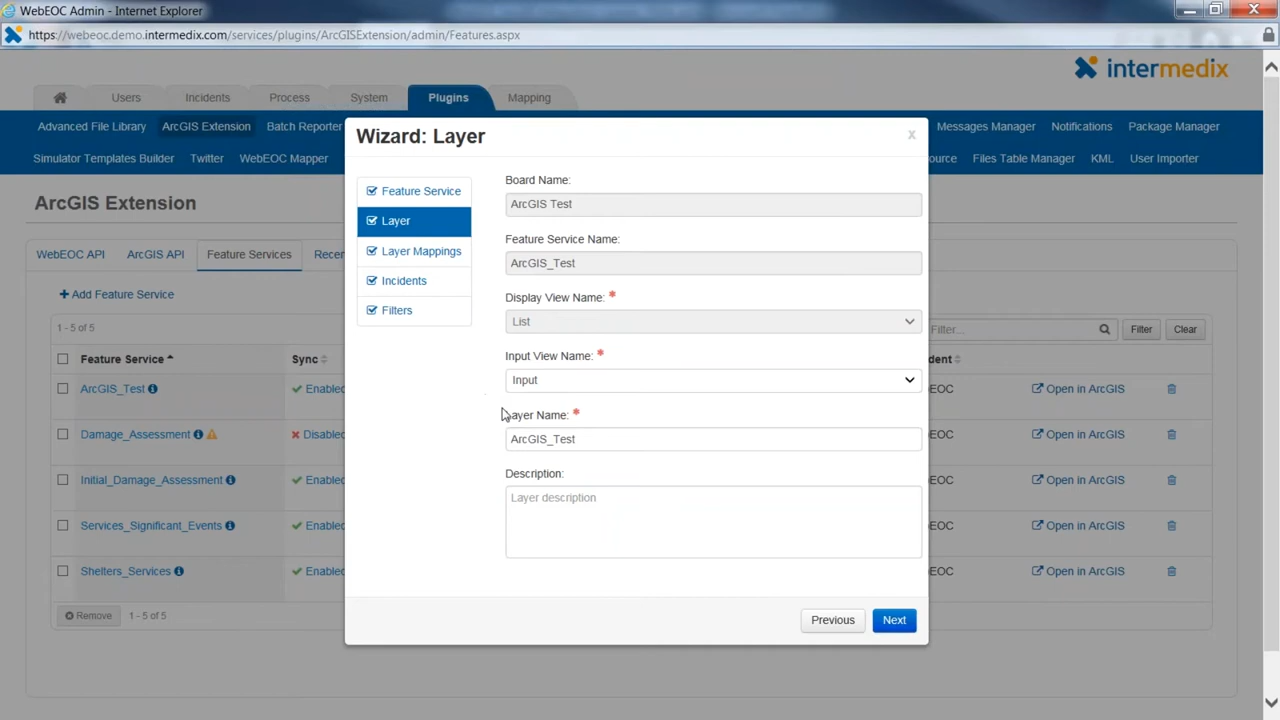 WebEOC Admin - Internet Explorer
https://webeoc.demo.intermedix.com/services/plugins/ArcGISExtension/admin/Features.aspx
intermedix
Users Incidents Process System Plugins Mapping
Advanced File Library ArcGIS Extension Batch Reporter Messages Manager Notifications Package Manager
Simulator Templates Builder Twitter WebEOC Mapper ource Files Table Manager KML User Importer
Wizard: Layer x
ArcGIS Extension
WebEOC API ArcGIS API Feature Services Recen
+ Add Feature Service
1 - 5 of 5 Filter... Filter Clear
Feature Service Sync dent
ArcGIS_Test Enabled EOC Open in ArcGIS
Damage_Assessment Disabled EOC Open in ArcGIS
Initial_Damage_Assessment Enabled EOC Open in ArcGIS
Services_Significant_Events Enabled EOC Open in ArcGIS
Shelters_Services Enabled EOC Open in ArcGIS
Remove 1 - 5 of 5
Feature Service
Layer
Layer Mappings
Incidents
Filters
Board Name:
ArcGIS Test
Feature Service Name:
ArcGIS_Test
Display View Name: *
List
Input View Name: *
Input
Layer Name: *
ArcGIS_Test
Description:
Layer description
Previous Next